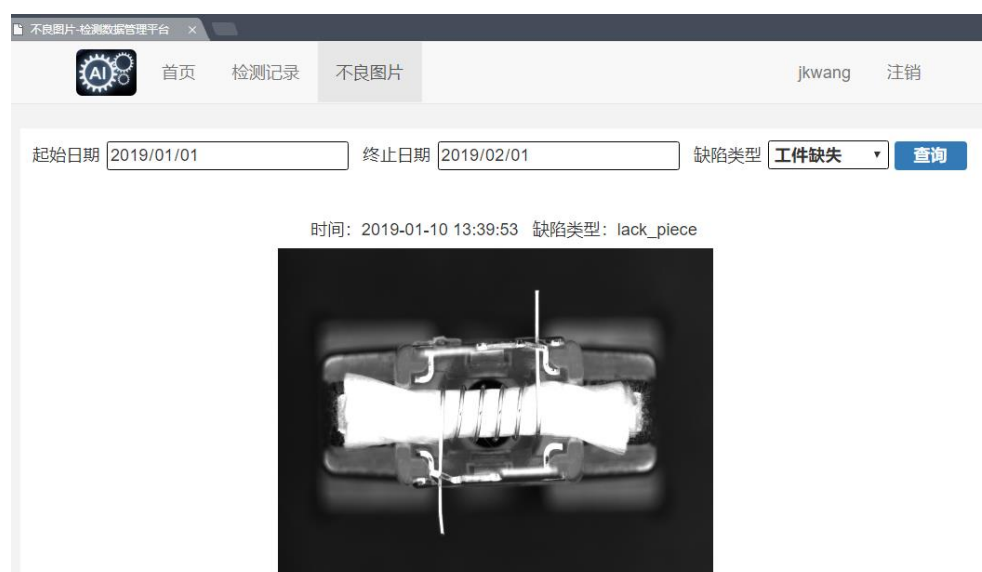 不良图片-检测数据管理平台 ×
AI 首页 检测记录 不良图片 jkwang 注销
起始日期 2019/01/01 终止日期 2019/02/01 缺陷类型 工件缺失 查询
时间：2019-01-10 13:39:53 缺陷类型：lack_piece